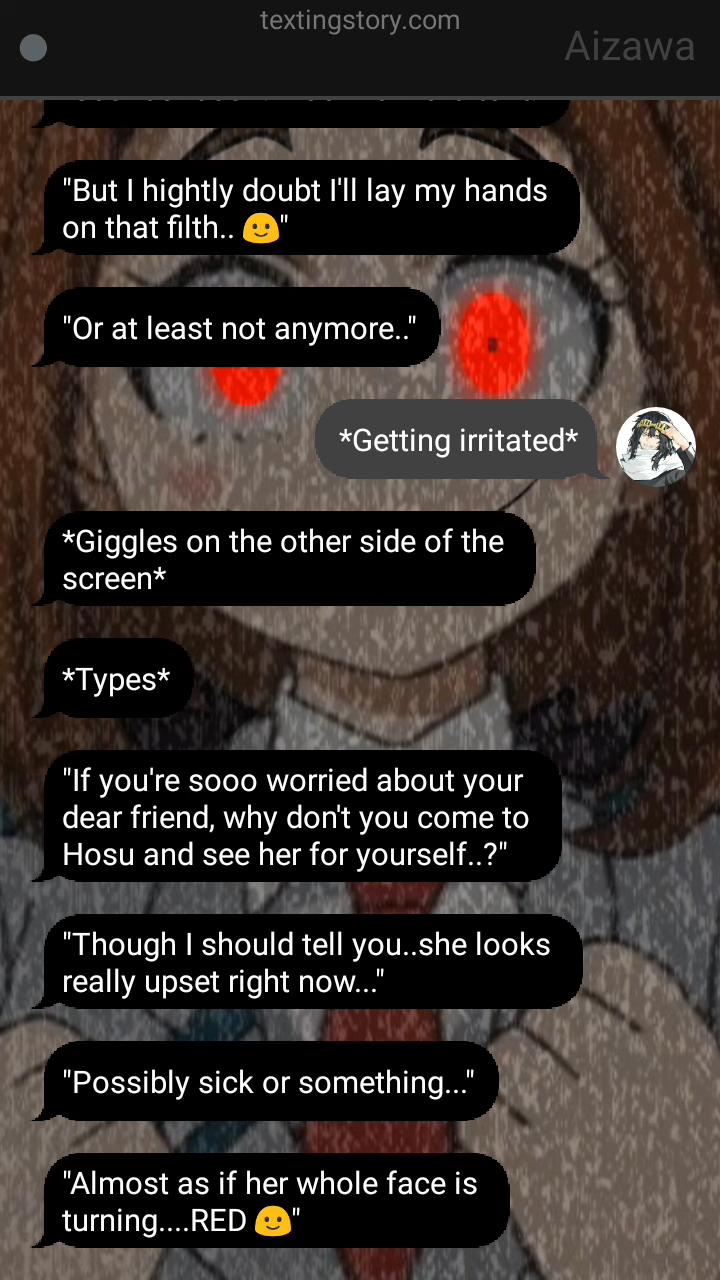 textingstory.com
Aizawa
"But I hightly doubt I'll lay my hands
on that filth.. 🙂"
"Or at least not anymore.."
*Getting irritated*
*Giggles on the other side of the
screen*
*Types*
"If you're sooo worried about your
dear friend, why don't you come to
Hosu and see her for yourself..?"
"Though I should tell you..she looks
really upset right now..."
"Possibly sick or something..."
"Almost as if her whole face is
turning....RED 🙂"